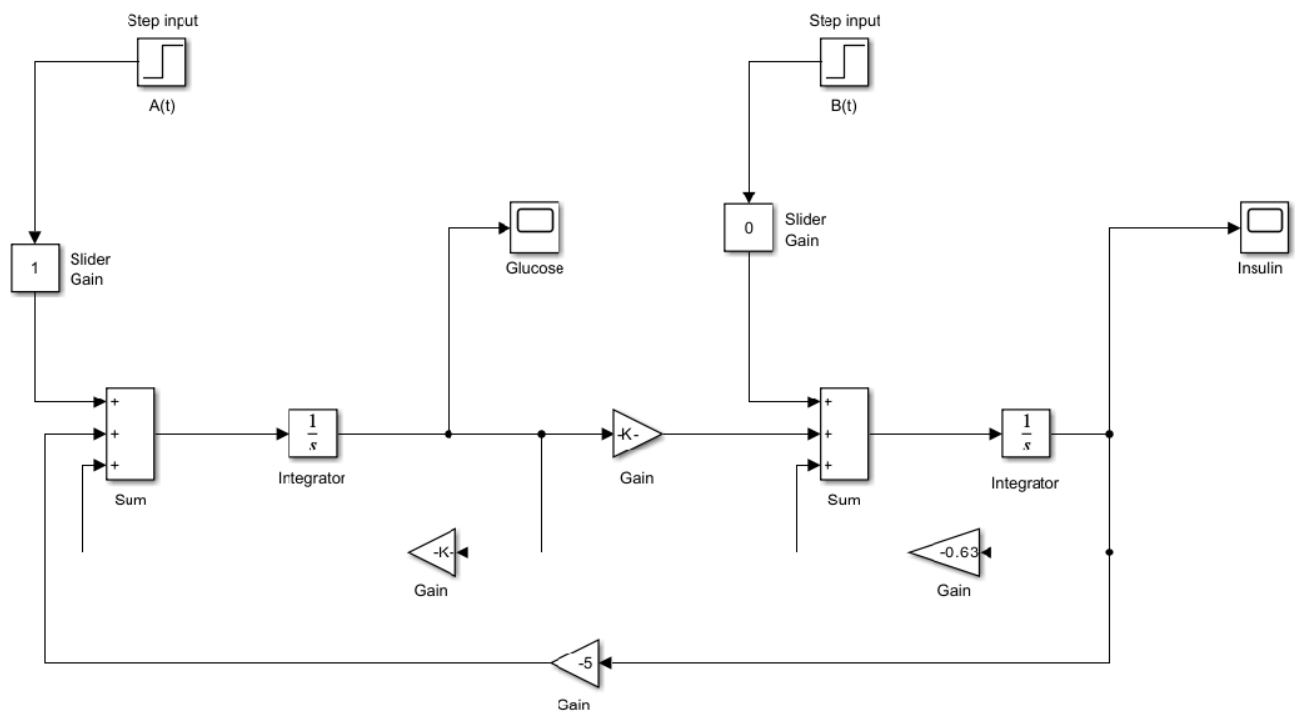 Step input
A(t)
Step input
B(t)
1
Slider
Gain
Glucose
0
Slider
Gain
Insulin
+
+
+
Sum
1
s
Integrator
-K-
Gain
+
+
+
Sum
1
s
Integrator
-K-
Gain
-0.63
Gain
-5
Gain